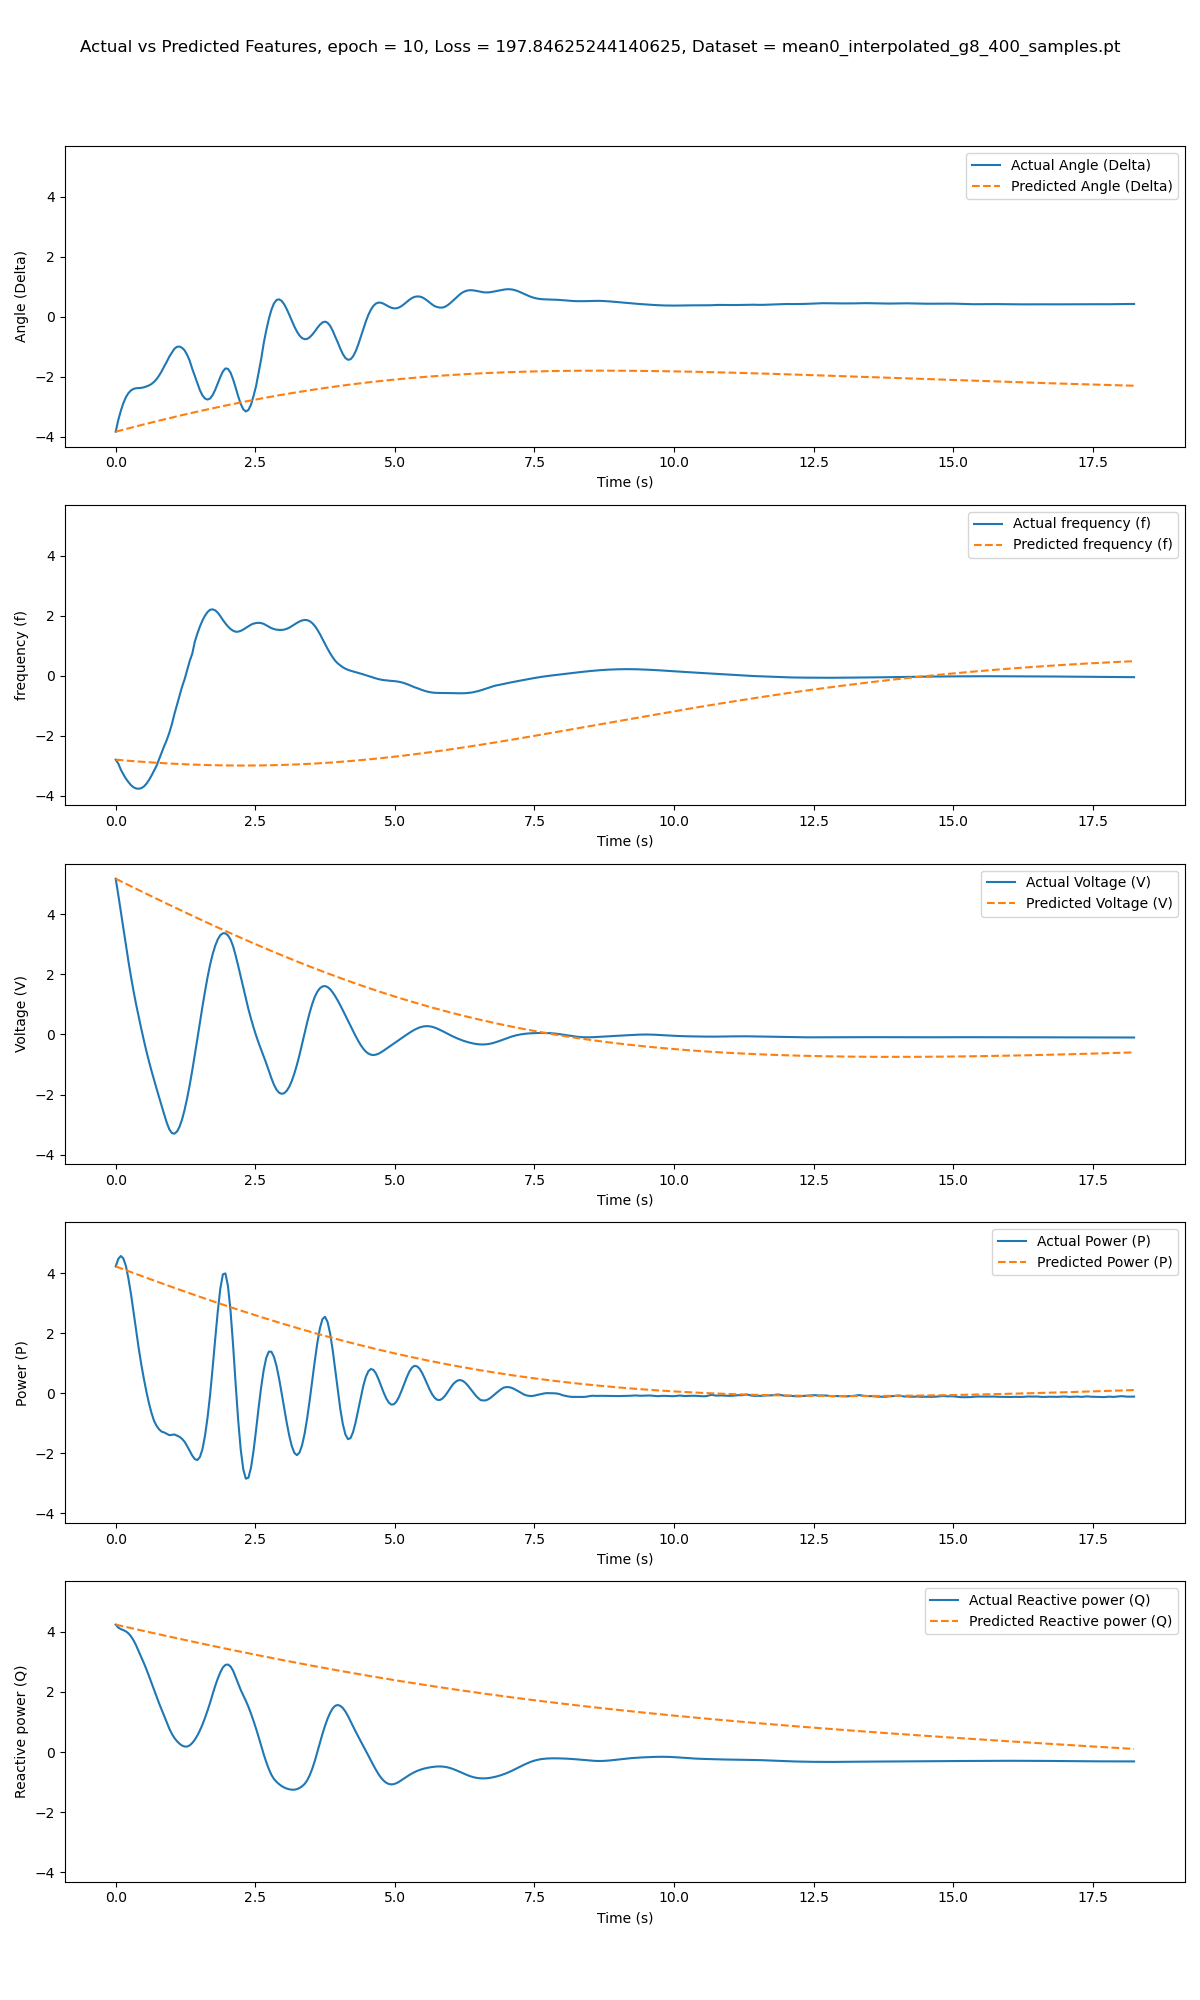 Actual vs Predicted Features, epoch = 10, Loss = 197.84625244140625, Dataset = mean0_interpolated_g8_400_samples.pt
Actual Angle (Delta)
Predicted Angle (Delta)
Angle (Delta)
4
2
0
−2
−4
0.0 2.5 5.0 7.5 10.0 12.5 15.0 17.5
Time (s)
Actual frequency (f)
Predicted frequency (f)
frequency (f)
4
2
0
−2
−4
0.0 2.5 5.0 7.5 10.0 12.5 15.0 17.5
Time (s)
Actual Voltage (V)
Predicted Voltage (V)
Voltage (V)
4
2
0
−2
−4
0.0 2.5 5.0 7.5 10.0 12.5 15.0 17.5
Time (s)
Actual Power (P)
Predicted Power (P)
Power (P)
4
2
0
−2
−4
0.0 2.5 5.0 7.5 10.0 12.5 15.0 17.5
Time (s)
Actual Reactive power (Q)
Predicted Reactive power (Q)
Reactive power (Q)
4
2
0
−2
−4
0.0 2.5 5.0 7.5 10.0 12.5 15.0 17.5
Time (s)